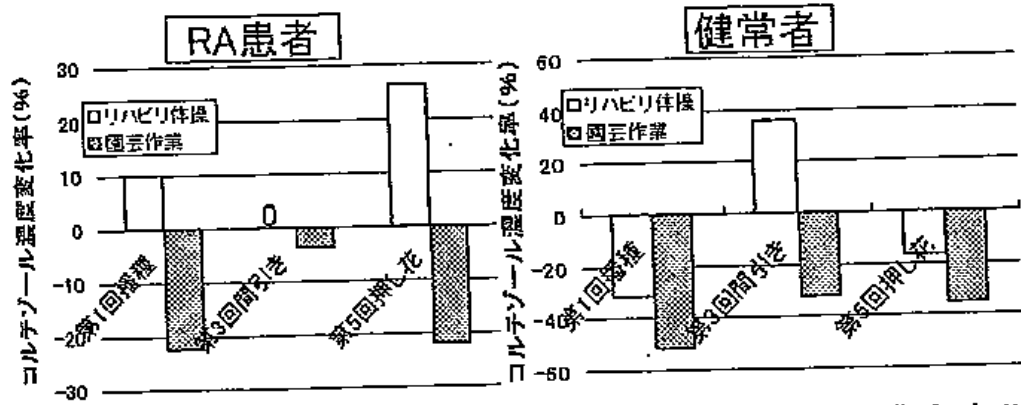 RA患者
コルチゾール濃度変化率(%)
30
20
10
0
-10
-20
-30
リハビリ体操
園芸作業
0
第1回播種
第3回間引き
第5回押し花
健常者
コルチゾール濃度変化率(%)
60
40
20
0
-20
-40
-60
リハビリ体操
園芸作業
第1回播種
第3回間引き
第5回押し花